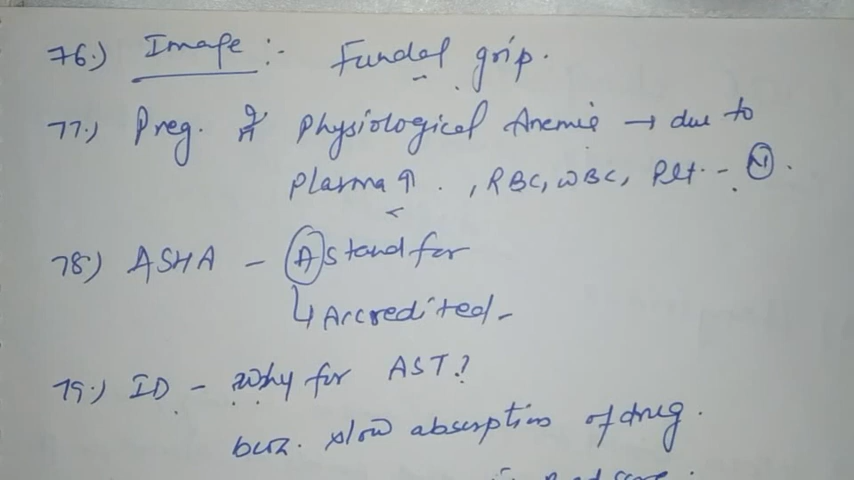 76.) Image :- Fundal grip.
77.) Preg. में Physiological Anemia → due to
Plasma ↑ . , RBC, WBC, Plt. - (N) .
78) ASHA - (A) stand for
↳ Accredited -
79.) ID - Why for AST?
bcoz. slow absorption of drug.